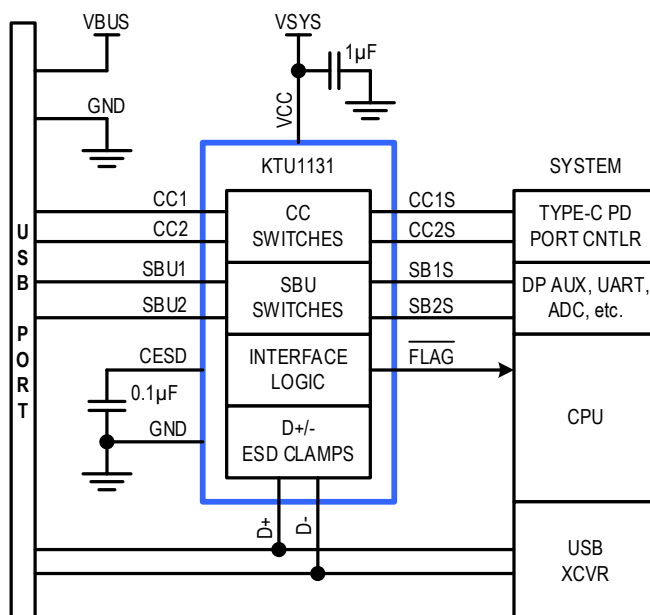 VBUS
VSYS
1µF
GND
VCC
KTU1131
SYSTEM
USB PORT
CC1
CC2
CC
SWITCHES
CC1S
CC2S
TYPE-C PD
PORT CNTLR
SBU1
SBU2
SBU
SWITCHES
SB1S
SB2S
DP AUX, UART,
ADC, etc.
CESD
0.1µF
GND
INTERFACE
LOGIC
FLAG
CPU
D+/-
ESD CLAMPS
D+
D-
USB
XCVR